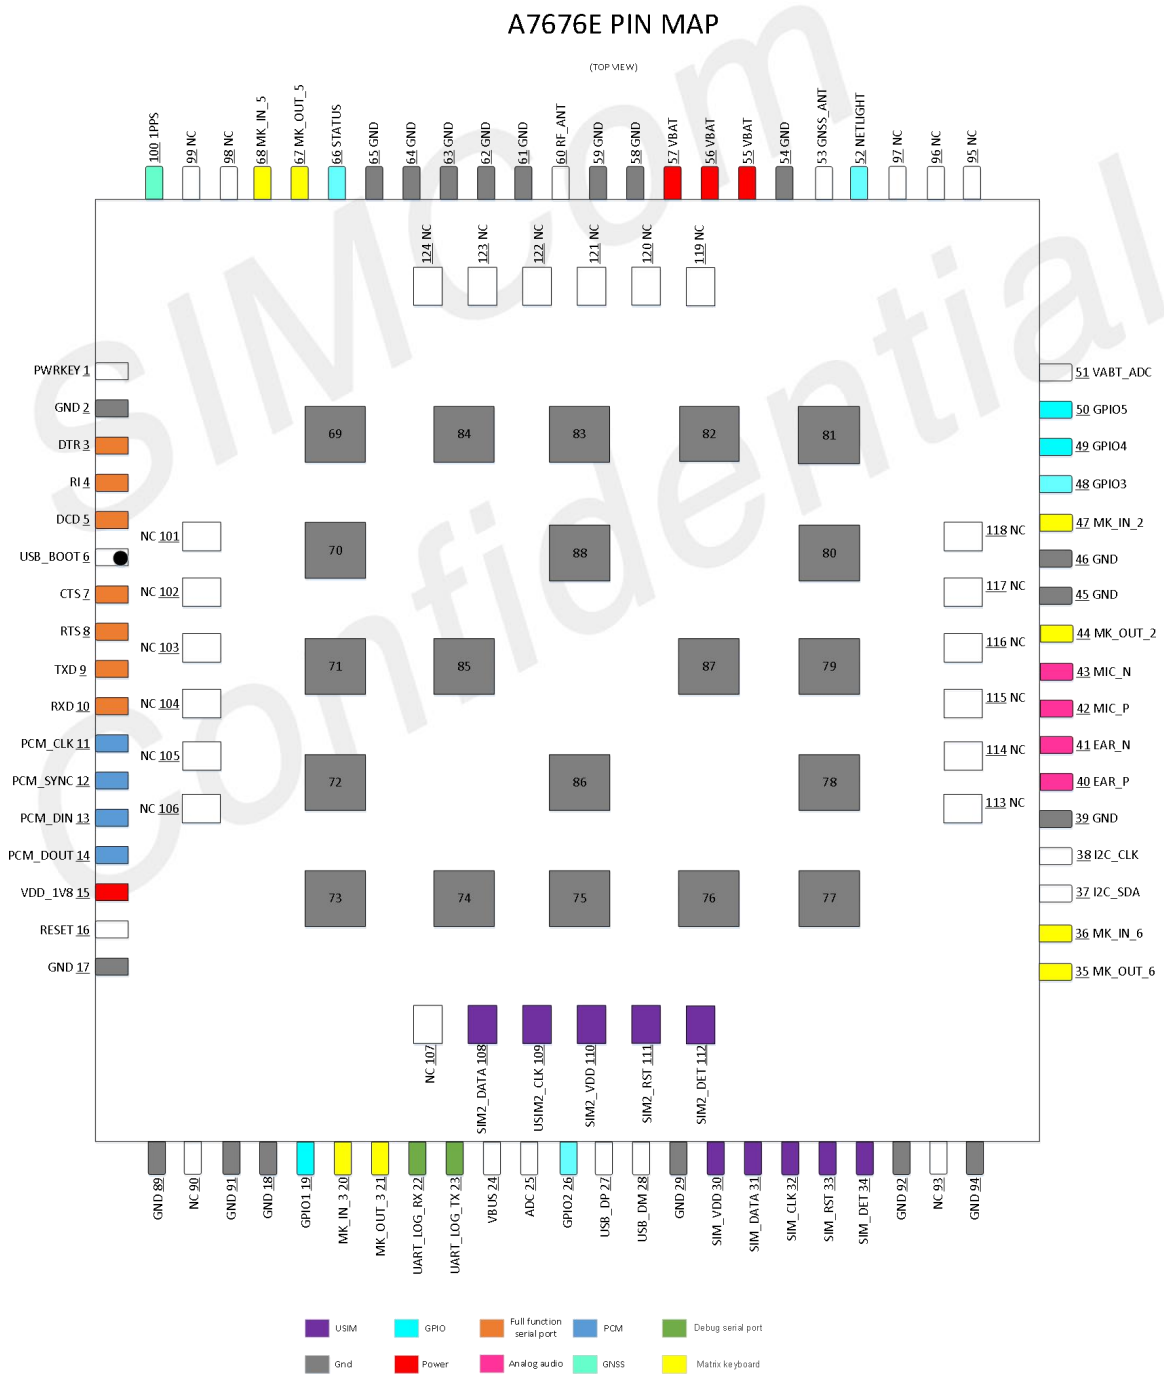 A7676E PIN MAP
(TOP VIEW)
100 1PPS
99 NC
98 NC
68 MK_IN_5
67 MK_OUT_5
66 STATUS
65 GND
64 GND
63 GND
62 GND
61 GND
60 RF_ANT
59 GND
58 GND
57 VBAT
56 VBAT
55 VBAT
54 GND
53 GNSS_ANT
52 NETLIGHT
97 NC
96 NC
95 NC
124 NC
123 NC
122 NC
121 NC
120 NC
119 NC
PWRKEY 1
GND 2
DTR 3
RI 4
DCD 5
USB_BOOT 6
CTS 7
RTS 8
TXD 9
RXD 10
PCM_CLK 11
PCM_SYNC 12
PCM_DIN 13
PCM_DOUT 14
VDD_1V8 15
RESET 16
GND 17
NC 101
NC 102
NC 103
NC 104
NC 105
NC 106
69
84
83
82
81
70
88
80
71
85
87
79
72
86
78
73
74
75
76
77
118 NC
117 NC
116 NC
115 NC
114 NC
113 NC
51 VABT_ADC
50 GPIO5
49 GPIO4
48 GPIO3
47 MK_IN_2
46 GND
45 GND
44 MK_OUT_2
43 MIC_N
42 MIC_P
41 EAR_N
40 EAR_P
39 GND
38 I2C_CLK
37 I2C_SDA
36 MK_IN_6
35 MK_OUT_6
NC 107
SIM2_DATA 108
USIM2_CLK 109
SIM2_VDD 110
SIM2_RST 111
SIM2_DET 112
GND 89
NC 90
GND 91
GND 18
GPIO1 19
MK_IN_3 20
MK_OUT_3 21
UART_LOG_RX 22
UART_LOG_TX 23
VBUS 24
ADC 25
GPIO2 26
USB_DP 27
USB_DM 28
GND 29
SIM_VDD 30
SIM_DATA 31
SIM_CLK 32
SIM_RST 33
SIM_DET 34
GND 92
NC 93
GND 94
USIM
GPIO
Full function
serial port
PCM
Debug serial port
Gnd
Power
Analog audio
GNSS
Matrix keyboard
SIMCom
Confidential